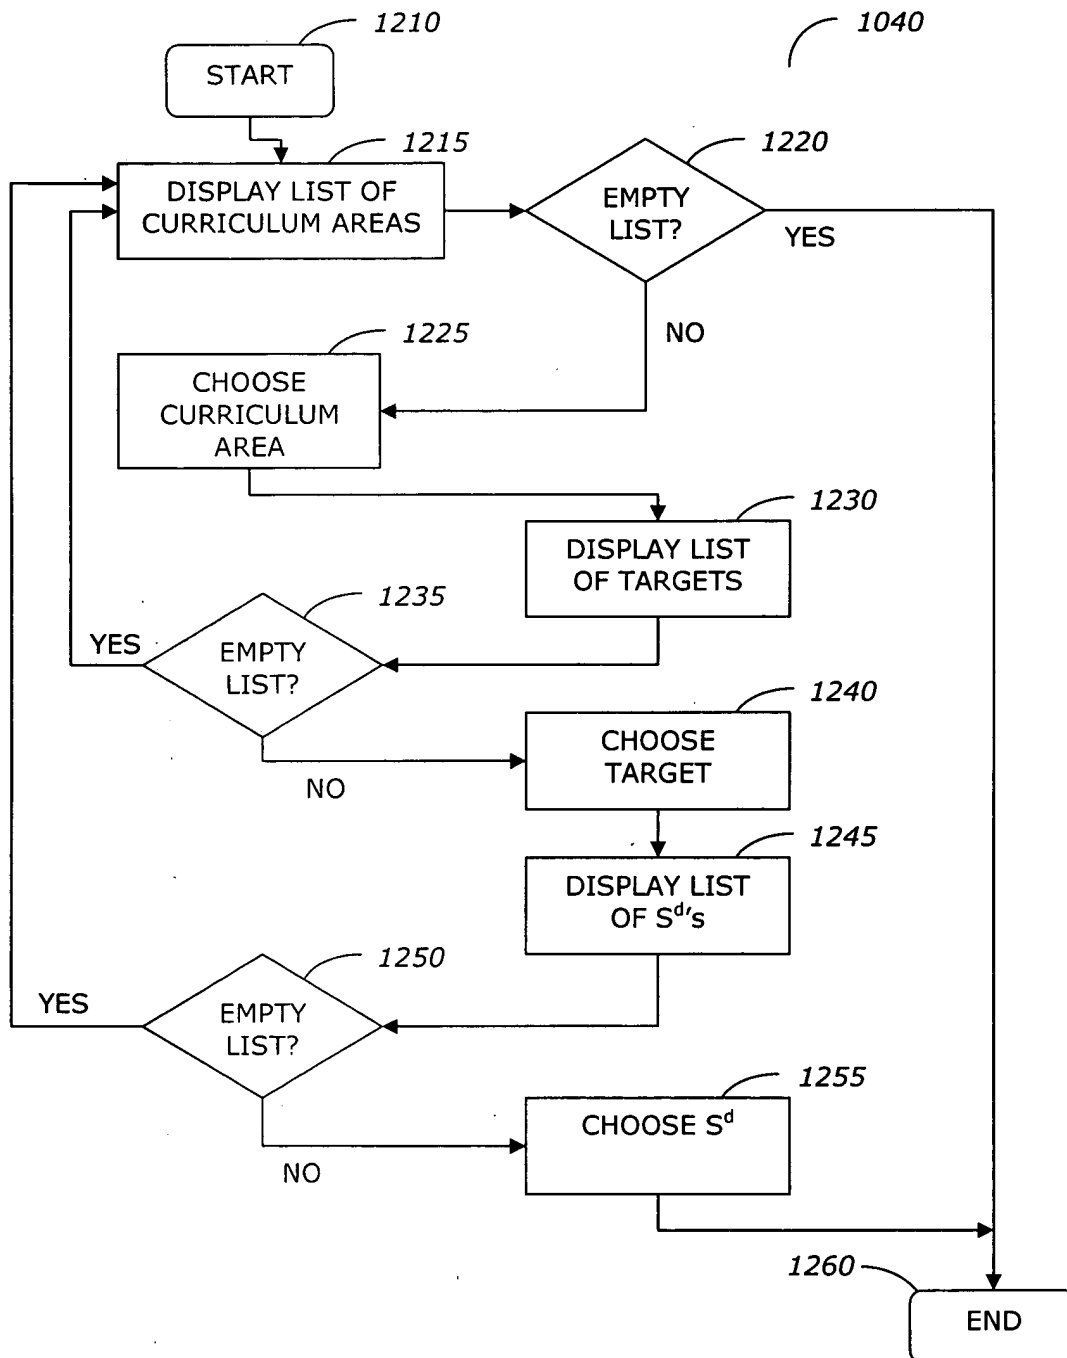 1210
1040
START
1215
DISPLAY LIST OF
CURRICULUM AREAS
1220
EMPTY
LIST?
YES
NO
1225
CHOOSE
CURRICULUM
AREA
1230
DISPLAY LIST
OF TARGETS
1235
YES
EMPTY
LIST?
NO
1240
CHOOSE
TARGET
1245
DISPLAY LIST
OF Sᵈ's
1250
YES
EMPTY
LIST?
NO
1255
CHOOSE Sᵈ
1260
END